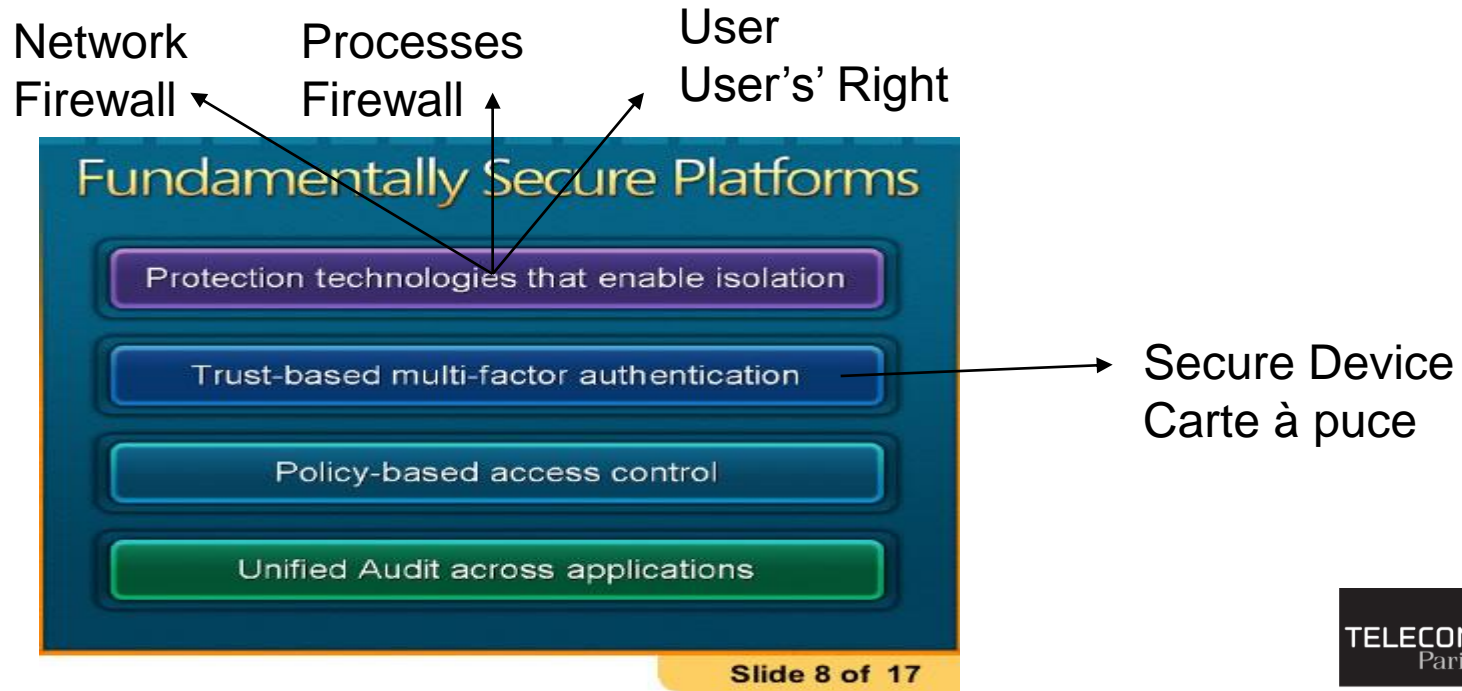 Network
Firewall
Processes
Firewall
User
User's' Right
Fundamentally Secure Platforms
Protection technologies that enable isolation
Trust-based multi-factor authentication
Policy-based access control
Unified Audit across applications
Secure Device
Carte à puce
Slide 8 of 17